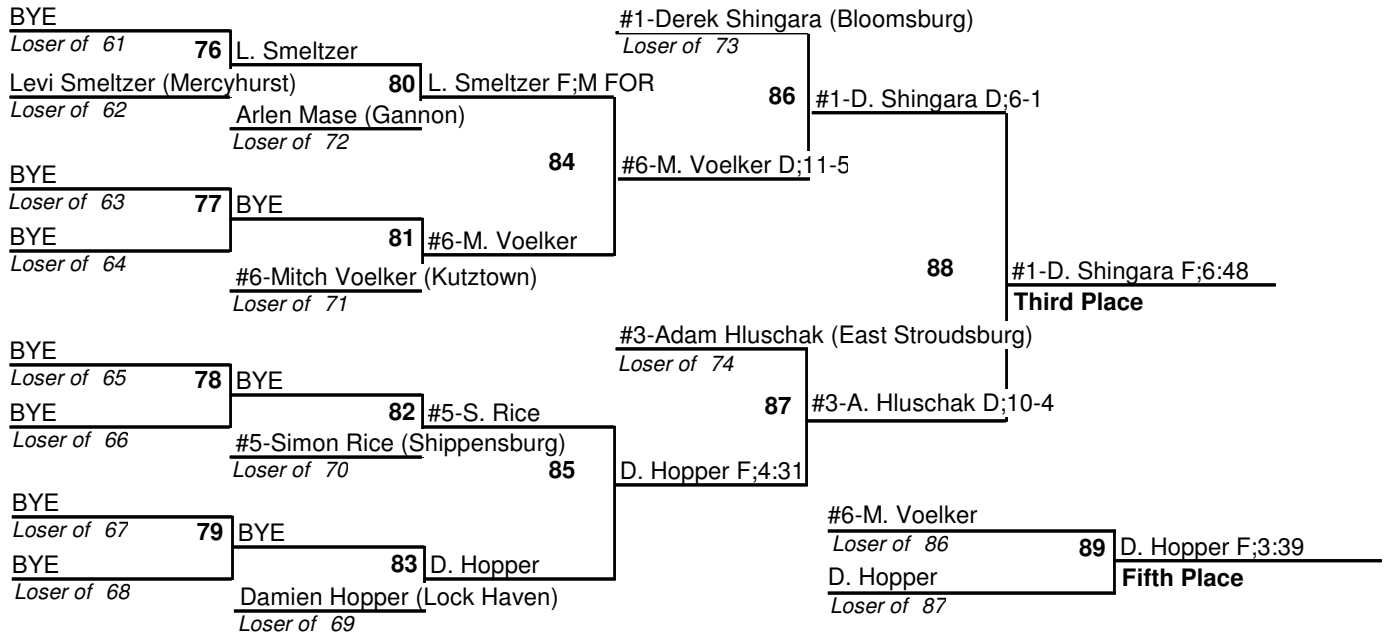 BYE
Loser of 61
76
L. Smeltzer
Levi Smeltzer (Mercyhurst)
Loser of 62
80
L. Smeltzer F;M FOR
Arlen Mase (Gannon)
Loser of 72
BYE
Loser of 63
77
BYE
BYE
Loser of 64
81
#6-M. Voelker
#6-Mitch Voelker (Kutztown)
Loser of 71
84
#6-M. Voelker D;11-5
#1-Derek Shingara (Bloomsburg)
Loser of 73
86
#1-D. Shingara D;6-1
BYE
Loser of 65
78
BYE
BYE
Loser of 66
82
#5-S. Rice
#5-Simon Rice (Shippensburg)
Loser of 70
BYE
Loser of 67
79
BYE
BYE
Loser of 68
83
D. Hopper
Damien Hopper (Lock Haven)
Loser of 69
85
D. Hopper F;4:31
#3-Adam Hluschak (East Stroudsburg)
Loser of 74
87
#3-A. Hluschak D;10-4
88
#1-D. Shingara F;6:48
Third Place
#6-M. Voelker
Loser of 86
89
D. Hopper F;3:39
Fifth Place
D. Hopper
Loser of 87